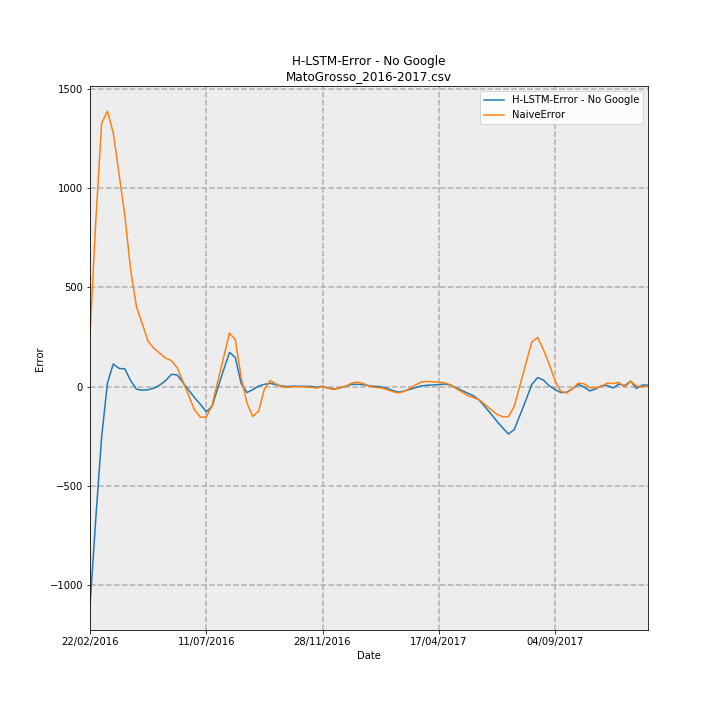 H-LSTM-Error - No Google
MatoGrosso_2016-2017.csv
H-LSTM-Error - No Google
NaiveError
1500
1000
500
0
−500
−1000
Error
22/02/2016
11/07/2016
28/11/2016
17/04/2017
04/09/2017
Date